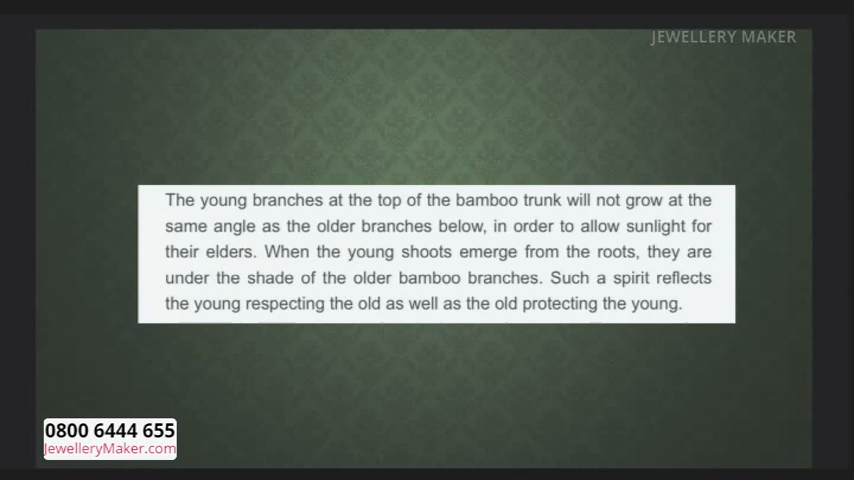 JEWELLERY MAKER
The young branches at the top of the bamboo trunk will not grow at the
same angle as the older branches below, in order to allow sunlight for
their elders. When the young shoots emerge from the roots, they are
under the shade of the older bamboo branches. Such a spirit reflects
the young respecting the old as well as the old protecting the young.
0800 6444 655
JewelleryMaker.com